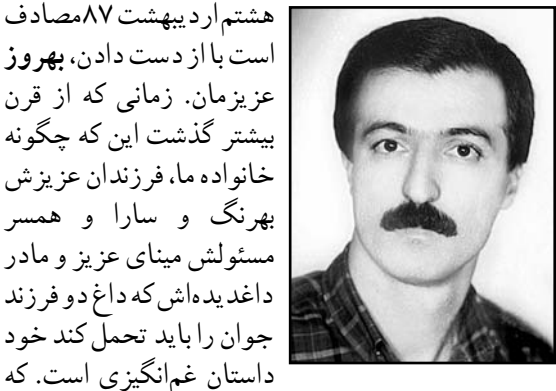 هشتم اردیبهشت ۸۷مصادف
است با از دست دادن، بهروز
عزیزمان. زمانی که از قرن
بیشتر گذشت این که چگونه
خانواده ما، فرزندان عزیزش
بهرنگ و سارا و همسر
مسئولش مینای عزیز و مادر
داغدیده‌اش که داغ دو فرزند
جوان را باید تحمل کند خود
داستان غم‌انگیزی است. که